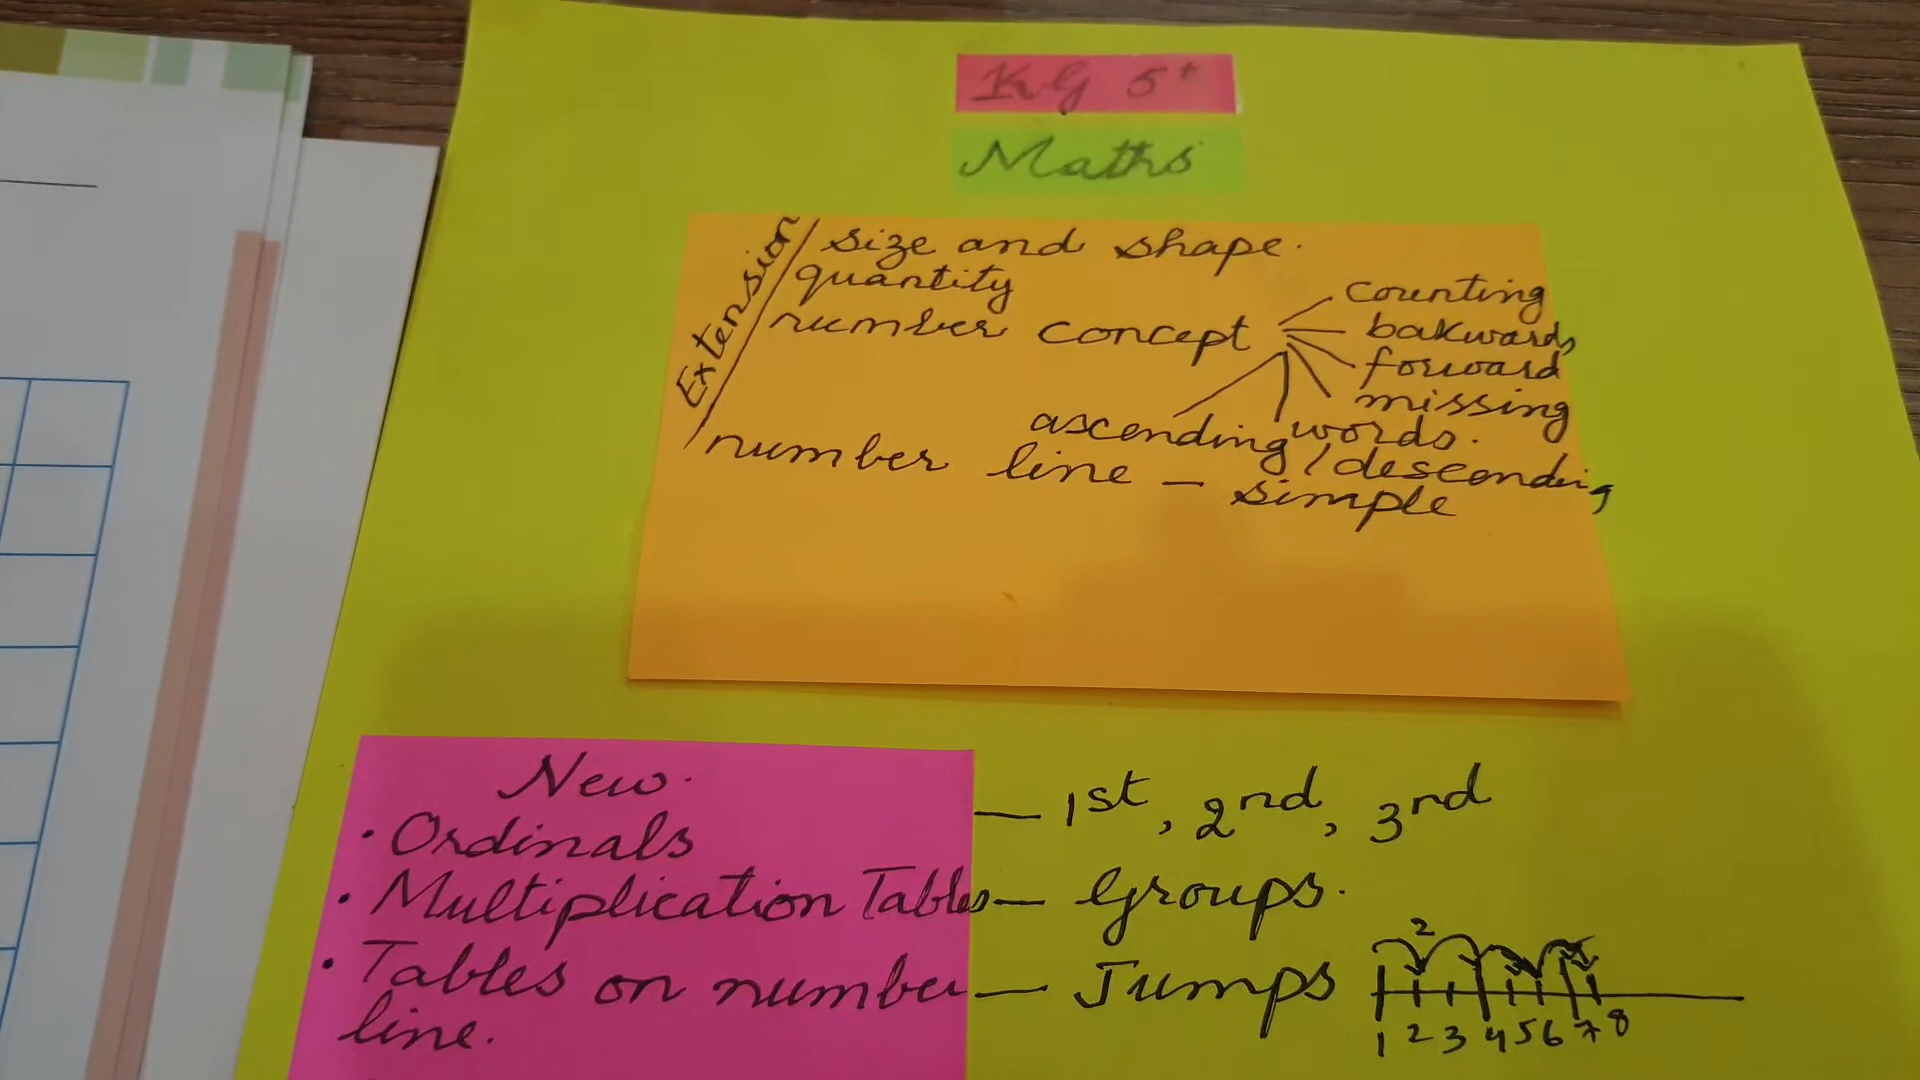 KG 5+
Maths
Extension
size and shape.
quantity
number concept
counting
bakwards
forward
missing
words.
ascending / descending
number line - simple
New.
• Ordinals — 1st, 2nd, 3rd
• Multiplication Tables — Groups.
• Tables on number line. — Jumps
2
1 2 3 4 5 6 7 8